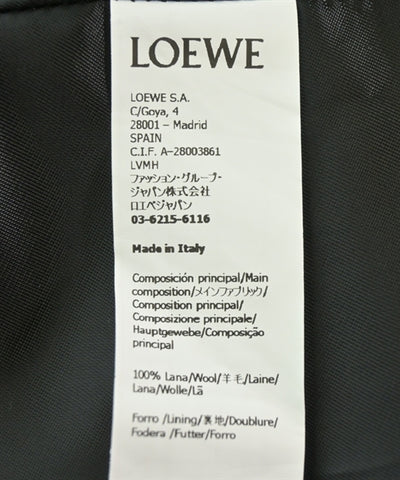 LOEWE
LOEWE S.A.
C/Goya, 4
28001 – Madrid
SPAIN
C.I.F. A-28003861
LVMH
ファッション・グループ・
ジャパン株式会社
ロエベジャパン
03-6215-6116
Made in Italy
Composición principal/Main
composition/メインファブリック/
Composition principal/
Composizione principale/
Hauptgewebe/Composição
principal
100% Lana/Wool/羊毛/Laine/
Lana/Wolle/Lã
Forro /Lining/裏地/Doublure/
Fodera /Futter/Forro